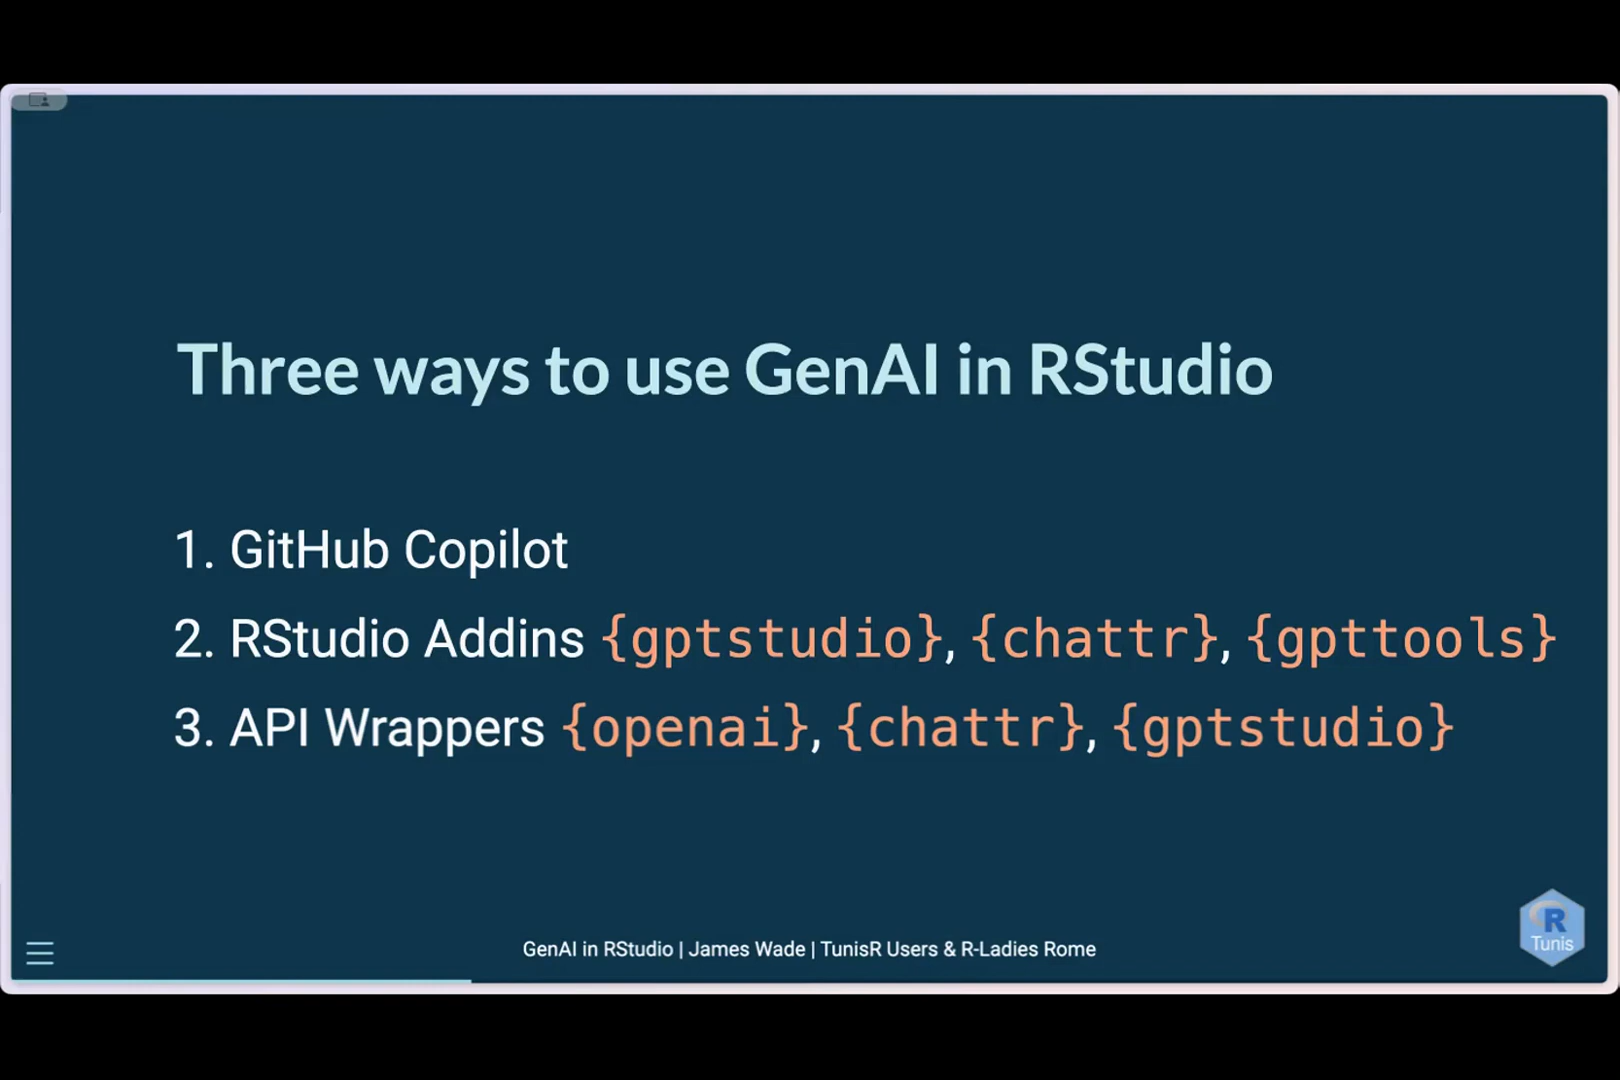 Three ways to use GenAI in RStudio
1. GitHub Copilot
2. RStudio Addins {gptstudio}, {chattr}, {gpttools}
3. API Wrappers {openai}, {chattr}, {gptstudio}
GenAI in RStudio | James Wade | TunisR Users & R-Ladies Rome
R
Tunis